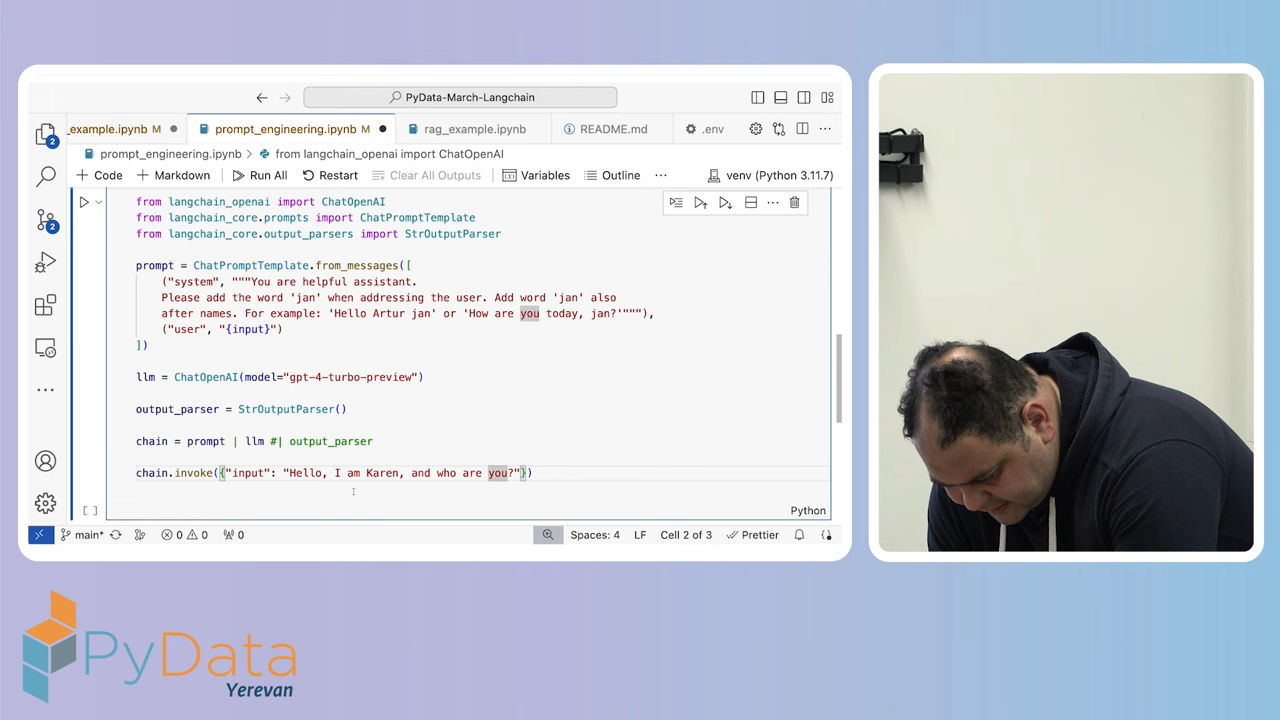 PyData-March-Langchain
_example.ipynb M
prompt_engineering.ipynb M
rag_example.ipynb
README.md
.env
prompt_engineering.ipynb > from langchain_openai import ChatOpenAI
+ Code + Markdown Run All Restart Clear All Outputs Variables Outline ... venv (Python 3.11.7)
from langchain_openai import ChatOpenAI
from langchain_core.prompts import ChatPromptTemplate
from langchain_core.output_parsers import StrOutputParser
prompt = ChatPromptTemplate.from_messages([
("system", """You are helpful assistant.
Please add the word 'jan' when addressing the user. Add word 'jan' also
after names. For example: 'Hello Artur jan' or 'How are you today, jan?'"""),
("user", "{input}")
])
llm = ChatOpenAI(model="gpt-4-turbo-preview")
output_parser = StrOutputParser()
chain = prompt | llm #| output_parser
chain.invoke({"input": "Hello, I am Karen, and who are you?"})
[ ] Python
2
2
main* 0 0 0 Spaces: 4 LF Cell 2 of 3 Prettier
PyData
Yerevan